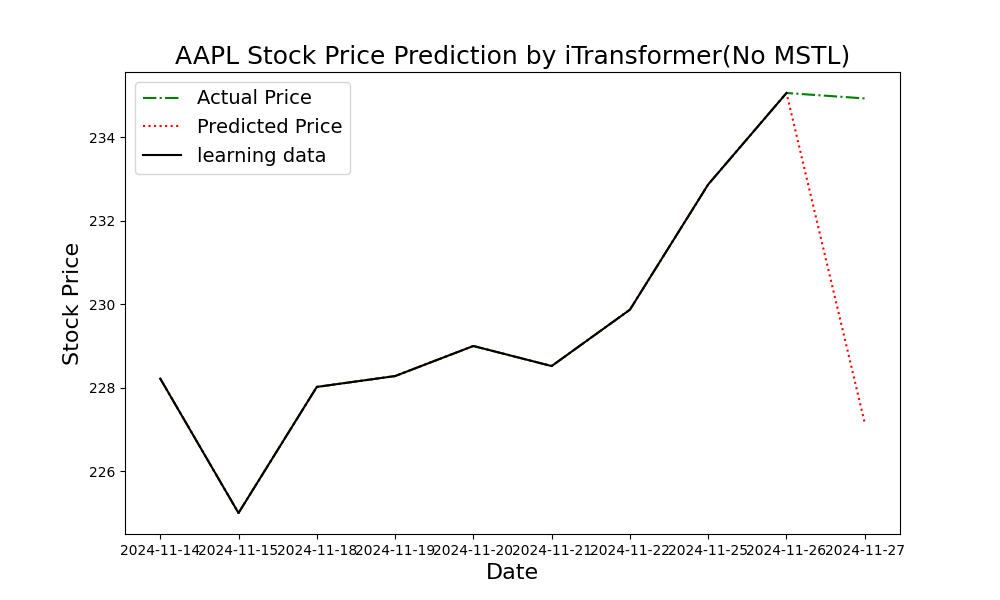 AAPL Stock Price Prediction by iTransformer(No MSTL)
Actual Price
Predicted Price
learning data
234
232
230
228
226
Stock Price
2024-11-14 2024-11-15 2024-11-18 2024-11-19 2024-11-20 2024-11-21 2024-11-22 2024-11-25 2024-11-26 2024-11-27
Date